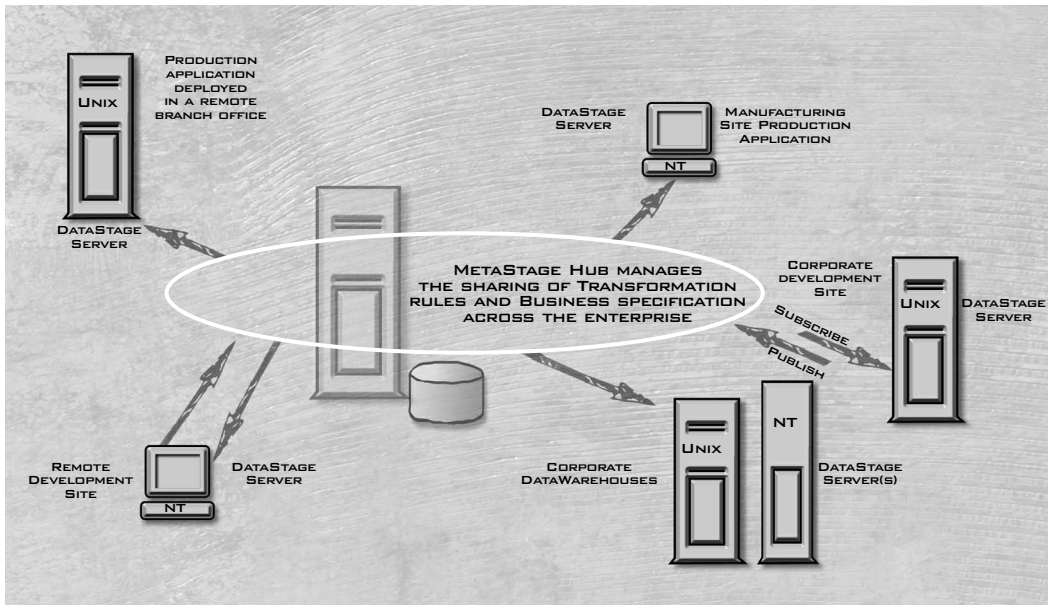 Production
application
deployed
in a remote
branch office
Unix
DataStage
Server
DataStage
Server
Manufacturing
Site Production
Application
NT
MetaStage Hub manages
the sharing of Transformation
rules and Business specification
across the enterprise
Corporate
development
Site
Unix
DataStage
Server
Subscribe
Publish
Remote
Development
Site
NT
DataStage
Server
Corporate
DataWarehouses
Unix
NT
DataStage
Server(s)